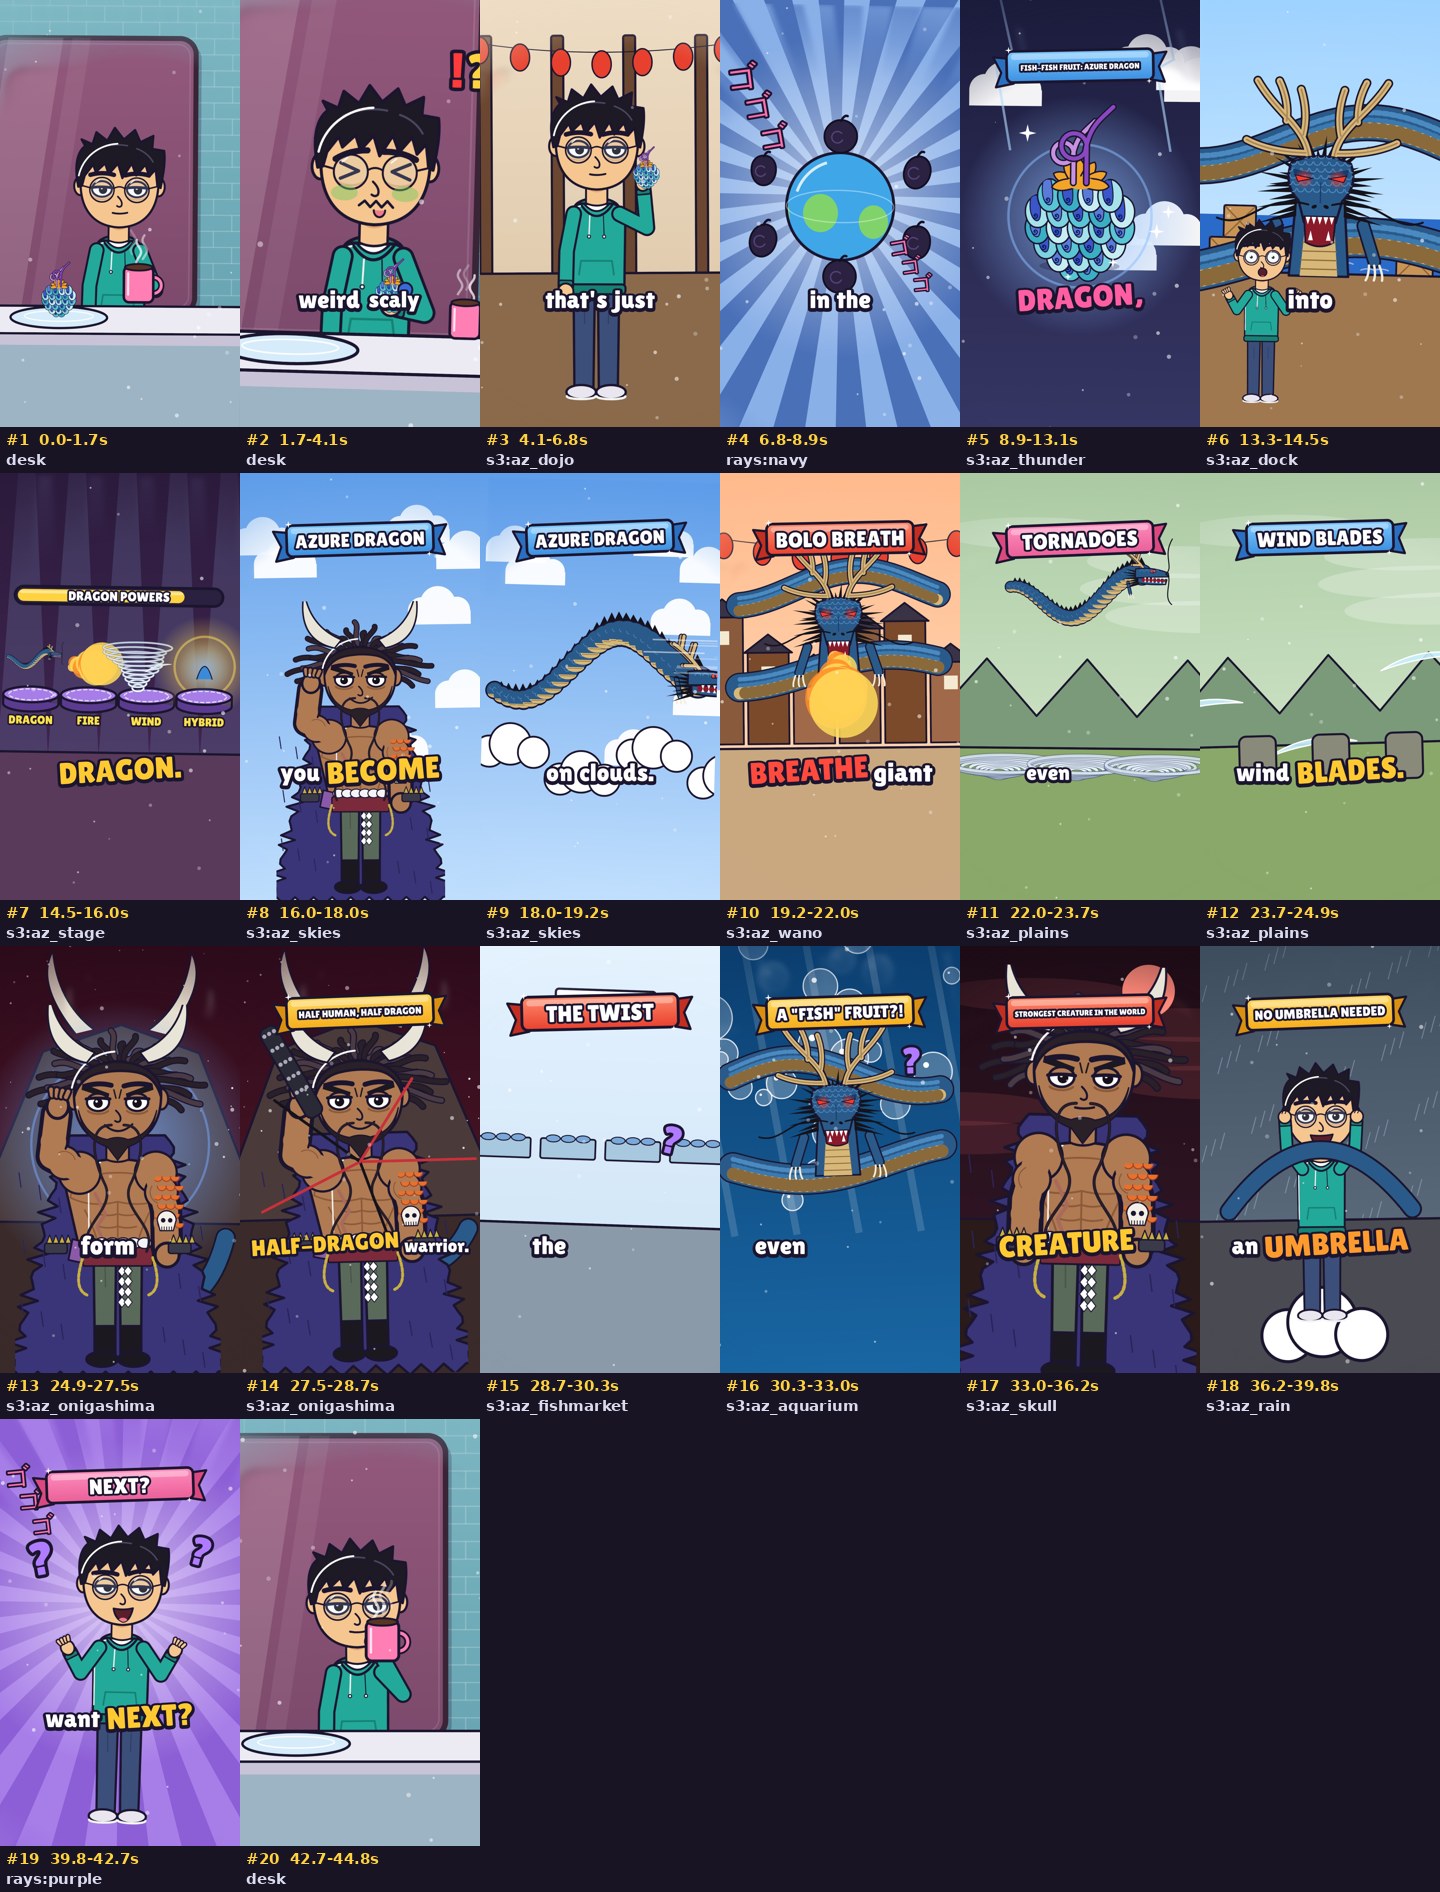 !?
weird scaly
that's just
ゴゴゴゴ
in the
ゴゴゴゴ
FISH-FISH FRUIT: AZURE DRAGON
DRAGON,
into
#1 0.0-1.7s
desk
#2 1.7-4.1s
desk
#3 4.1-6.8s
s3:az_dojo
#4 6.8-8.9s
rays:navy
#5 8.9-13.1s
s3:az_thunder
#6 13.3-14.5s
s3:az_dock
DRAGON POWERS
DRAGON FIRE WIND HYBRID
DRAGON.
AZURE DRAGON
you BECOME
AZURE DRAGON
on clouds.
BOLO BREATH
BREATHE giant
TORNADOES
even
WIND BLADES
wind BLADES.
#7 14.5-16.0s
s3:az_stage
#8 16.0-18.0s
s3:az_skies
#9 18.0-19.2s
s3:az_skies
#10 19.2-22.0s
s3:az_wano
#11 22.0-23.7s
s3:az_plains
#12 23.7-24.9s
s3:az_plains
form
HALF HUMAN, HALF DRAGON
HALF-DRAGON warrior.
THE TWIST
?
the
A "FISH" FRUIT?!
?
even
STRONGEST CREATURE IN THE WORLD
CREATURE
NO UMBRELLA NEEDED
an UMBRELLA
#13 24.9-27.5s
s3:az_onigashima
#14 27.5-28.7s
s3:az_onigashima
#15 28.7-30.3s
s3:az_fishmarket
#16 30.3-33.0s
s3:az_aquarium
#17 33.0-36.2s
s3:az_skull
#18 36.2-39.8s
s3:az_rain
ゴゴゴ
NEXT?
? ?
want NEXT?
#19 39.8-42.7s
rays:purple
#20 42.7-44.8s
desk